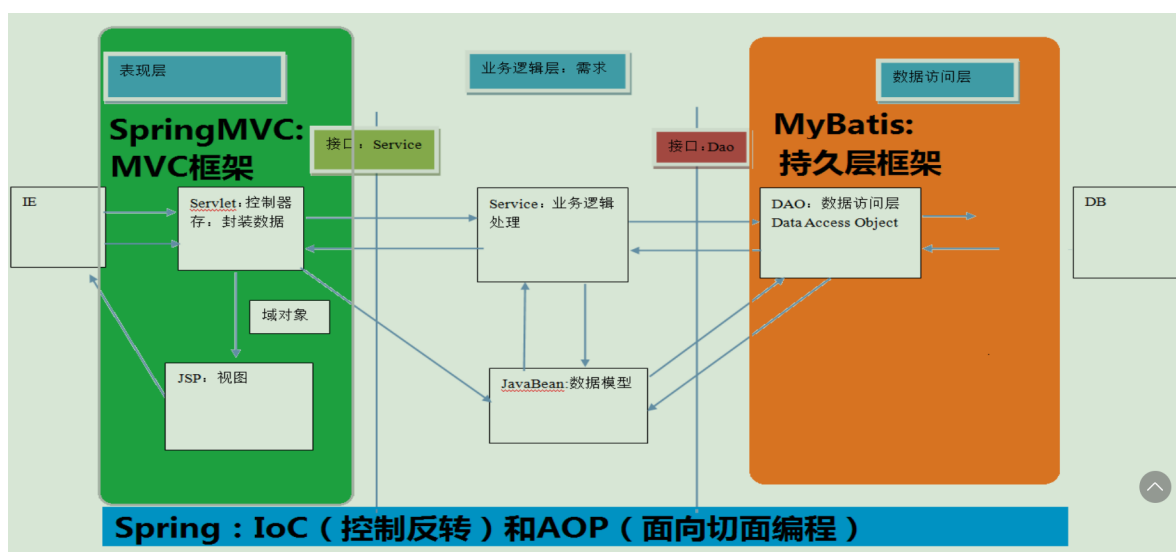 表现层
业务逻辑层：需求
数据访问层
SpringMVC:
MVC框架
接口：Service
接口:Dao
MyBatis:
持久层框架
IE
Servlet:控制器
存：封装数据
Service：业务逻辑
处理
DAO：数据访问层
Data Access Object
DB
域对象
JSP：视图
JavaBean:数据模型
Spring：IoC（控制反转）和AOP（面向切面编程）